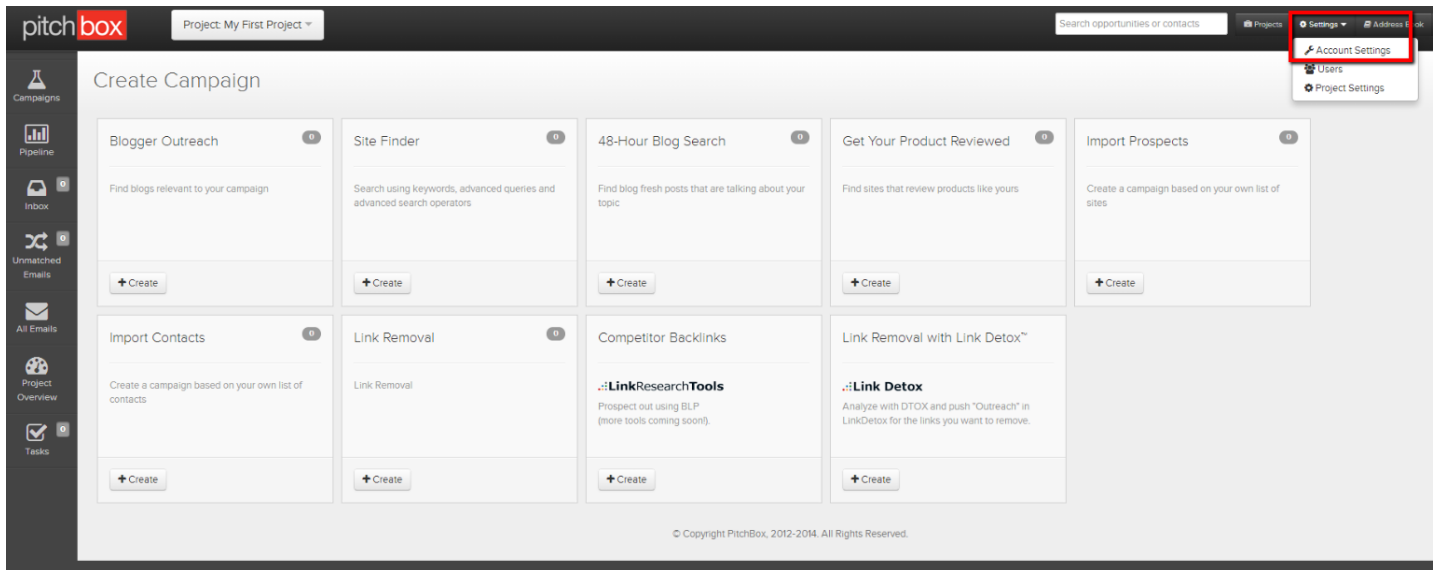 pitchbox
Project: My First Project
Search opportunities or contacts
Projects
Settings
Address Book
Account Settings
Users
Project Settings
Campaigns
Pipeline
0
Inbox
0
Unmatched
Emails
All Emails
Project
Overview
0
Tasks
Create Campaign
Blogger Outreach
0
Find blogs relevant to your campaign
+ Create
Site Finder
0
Search using keywords, advanced queries and
advanced search operators
+ Create
48-Hour Blog Search
0
Find blog fresh posts that are talking about your
topic
+ Create
Get Your Product Reviewed
0
Find sites that review products like yours
+ Create
Import Prospects
0
Create a campaign based on your own list of
sites
+ Create
Import Contacts
0
Create a campaign based on your own list of
contacts
+ Create
Link Removal
0
Link Removal
+ Create
Competitor Backlinks
LinkResearchTools
Prospect out using BLP
(more tools coming soon!).
+ Create
Link Removal with Link Detox™
Link Detox
Analyze with DTOX and push "Outreach" in
LinkDetox for the links you want to remove.
+ Create
© Copyright PitchBox, 2012-2014. All Rights Reserved.